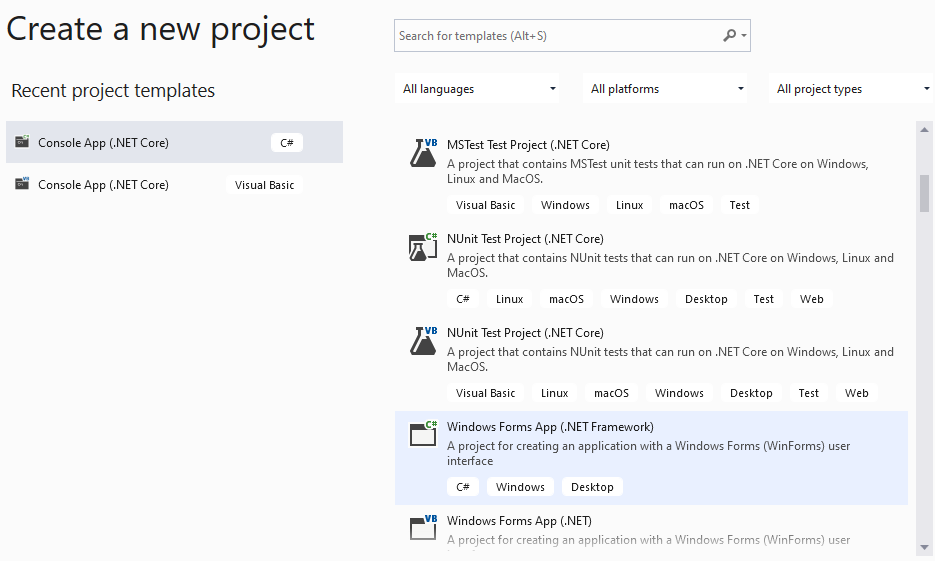 Create a new project
Search for templates (Alt+S)
Recent project templates
All languages
All platforms
All project types
Console App (.NET Core)
C#
Console App (.NET Core)
Visual Basic
VB
MSTest Test Project (.NET Core)
A project that contains MSTest unit tests that can run on .NET Core on Windows,
Linux and MacOS.
Visual Basic Windows Linux macOS Test
C#
NUnit Test Project (.NET Core)
A project that contains NUnit tests that can run on .NET Core on Windows, Linux and
MacOS.
C# Linux macOS Windows Desktop Test Web
VB
NUnit Test Project (.NET Core)
A project that contains NUnit tests that can run on .NET Core on Windows, Linux and
MacOS.
Visual Basic Linux macOS Windows Desktop Test Web
C#
Windows Forms App (.NET Framework)
A project for creating an application with a Windows Forms (WinForms) user
interface
C# Windows Desktop
VB
Windows Forms App (.NET)
A project for creating an application with a Windows Forms (WinForms) user